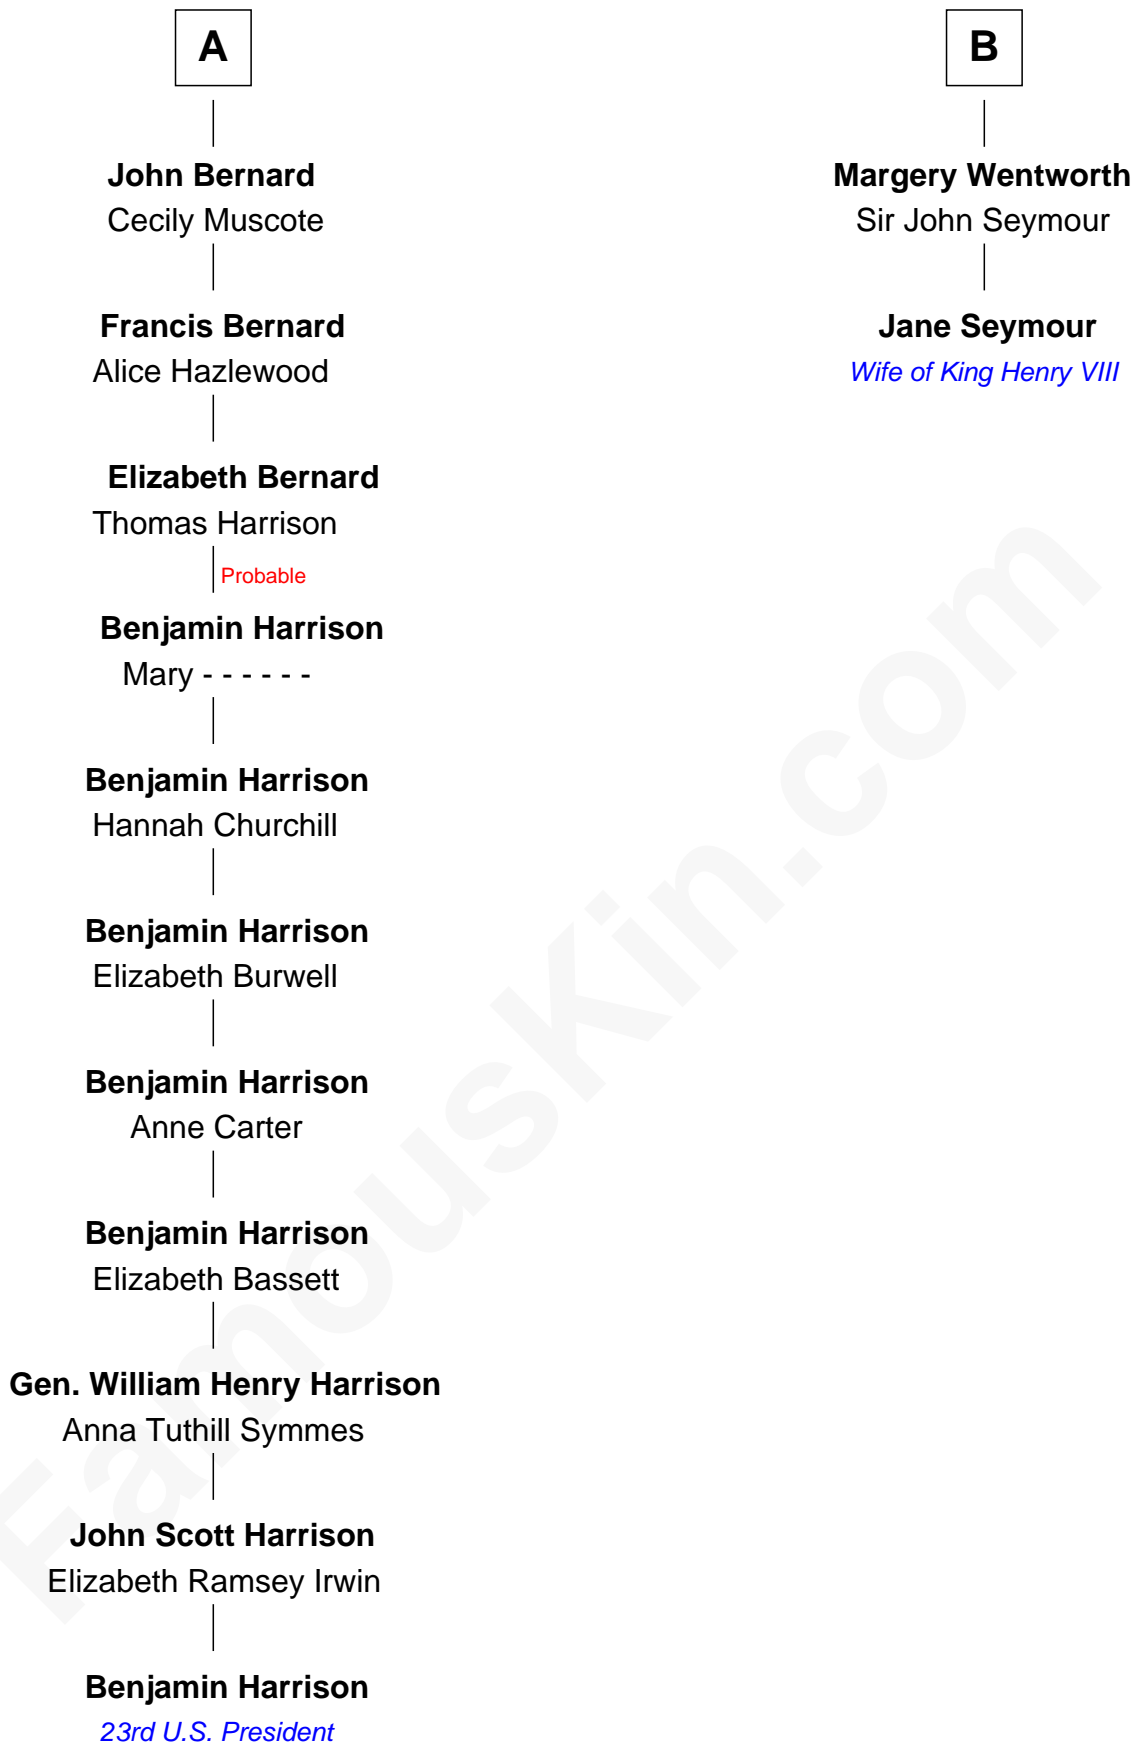 A
John Bernard
Cecily Muscote
Francis Bernard
Alice Hazlewood
Elizabeth Bernard
Thomas Harrison
Probable
Benjamin Harrison
Mary - - - - - -
Benjamin Harrison
Hannah Churchill
Benjamin Harrison
Elizabeth Burwell
Benjamin Harrison
Anne Carter
Benjamin Harrison
Elizabeth Bassett
Gen. William Henry Harrison
Anna Tuthill Symmes
John Scott Harrison
Elizabeth Ramsey Irwin
Benjamin Harrison
23rd U.S. President
B
Margery Wentworth
Sir John Seymour
Jane Seymour
Wife of King Henry VIII
FamousKin.com